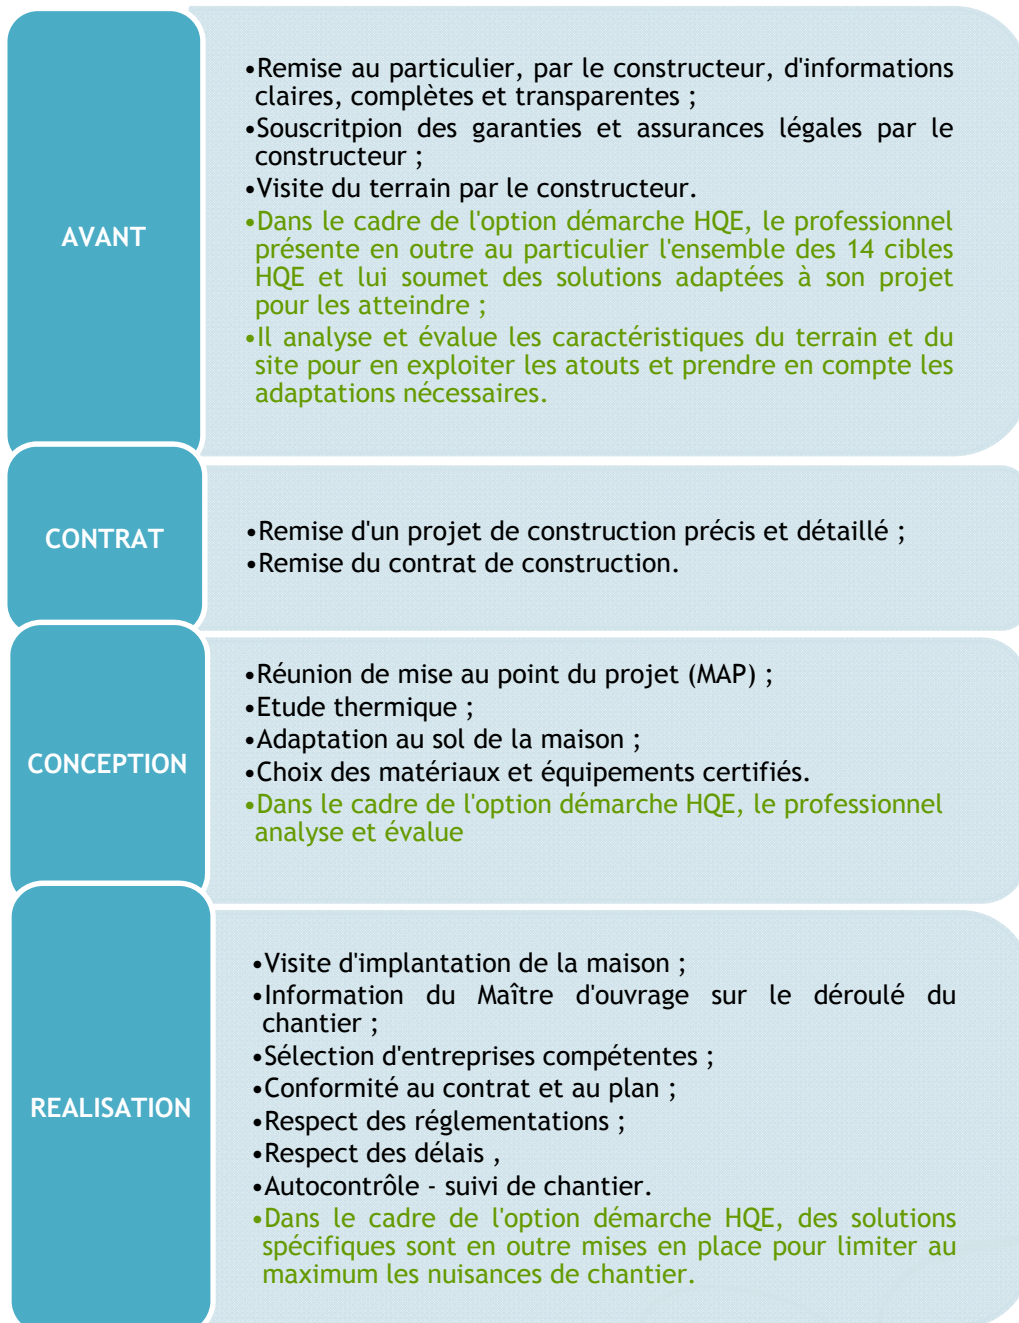 AVANT
•Remise au particulier, par le constructeur, d'informations
claires, complètes et transparentes ;
•Souscritpion des garanties et assurances légales par le
constructeur ;
•Visite du terrain par le constructeur.
•Dans le cadre de l'option démarche HQE, le professionnel
présente en outre au particulier l'ensemble des 14 cibles
HQE et lui soumet des solutions adaptées à son projet
pour les atteindre ;
•Il analyse et évalue les caractéristiques du terrain et du
site pour en exploiter les atouts et prendre en compte les
adaptations nécessaires.
CONTRAT
•Remise d'un projet de construction précis et détaillé ;
•Remise du contrat de construction.
CONCEPTION
•Réunion de mise au point du projet (MAP) ;
•Etude thermique ;
•Adaptation au sol de la maison ;
•Choix des matériaux et équipements certifiés.
•Dans le cadre de l'option démarche HQE, le professionnel
analyse et évalue
REALISATION
•Visite d'implantation de la maison ;
•Information du Maître d'ouvrage sur le déroulé du
chantier ;
•Sélection d'entreprises compétentes ;
•Conformité au contrat et au plan ;
•Respect des réglementations ;
•Respect des délais ,
•Autocontrôle - suivi de chantier.
•Dans le cadre de l'option démarche HQE, des solutions
spécifiques sont en outre mises en place pour limiter au
maximum les nuisances de chantier.